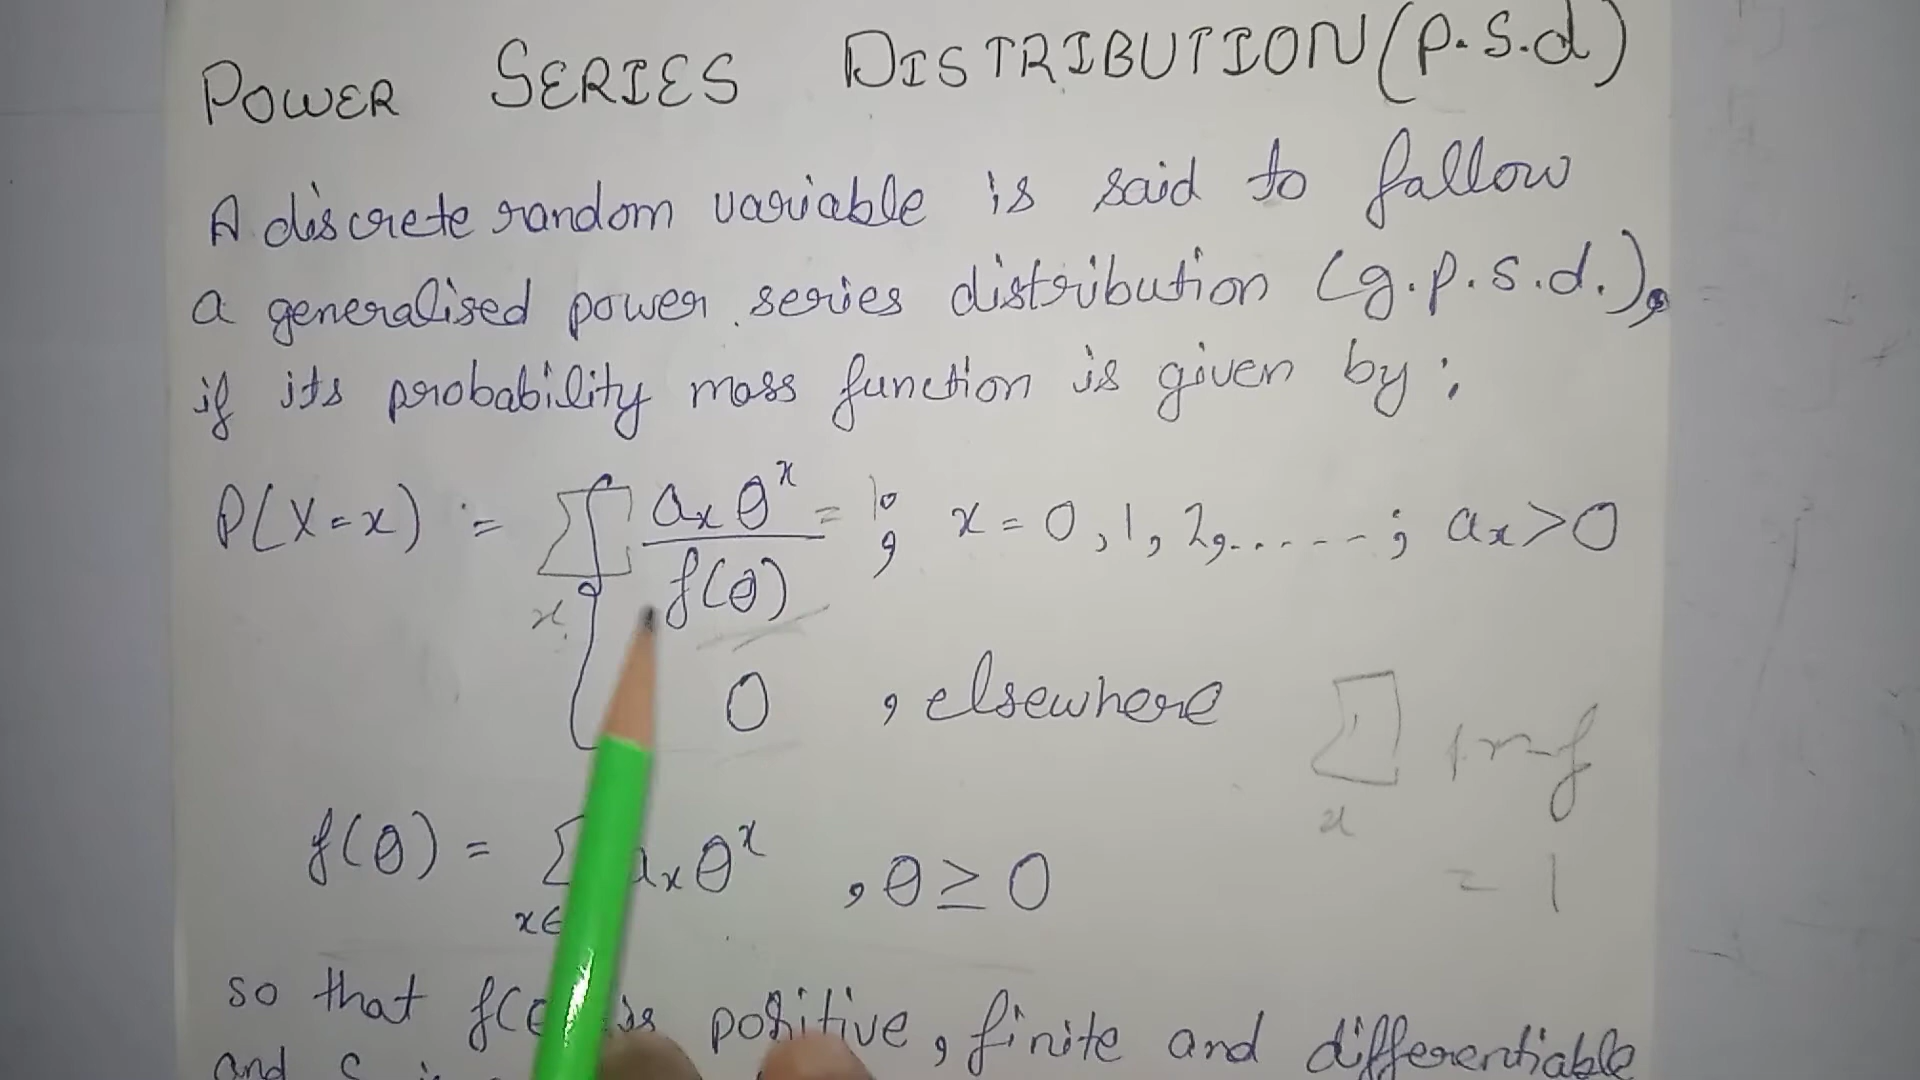 POWER SERIES DISTRIBUTION (p.s.d)
A discrete random variable is said to fallow
a generalised power series distribution (g.p.s.d.),
if its probability mass function is given by :
P(X=x) = { ∑ₓ aₓθˣ / f(θ) = 1 ; x = 0, 1, 2, ...... ; aₓ > 0
0 , elsewhere
∑ₓ pmf
= 1
f(θ) = ∑ aₓθˣ , θ ≥ 0
x∈
so that is positive, finite and differentiable
and S